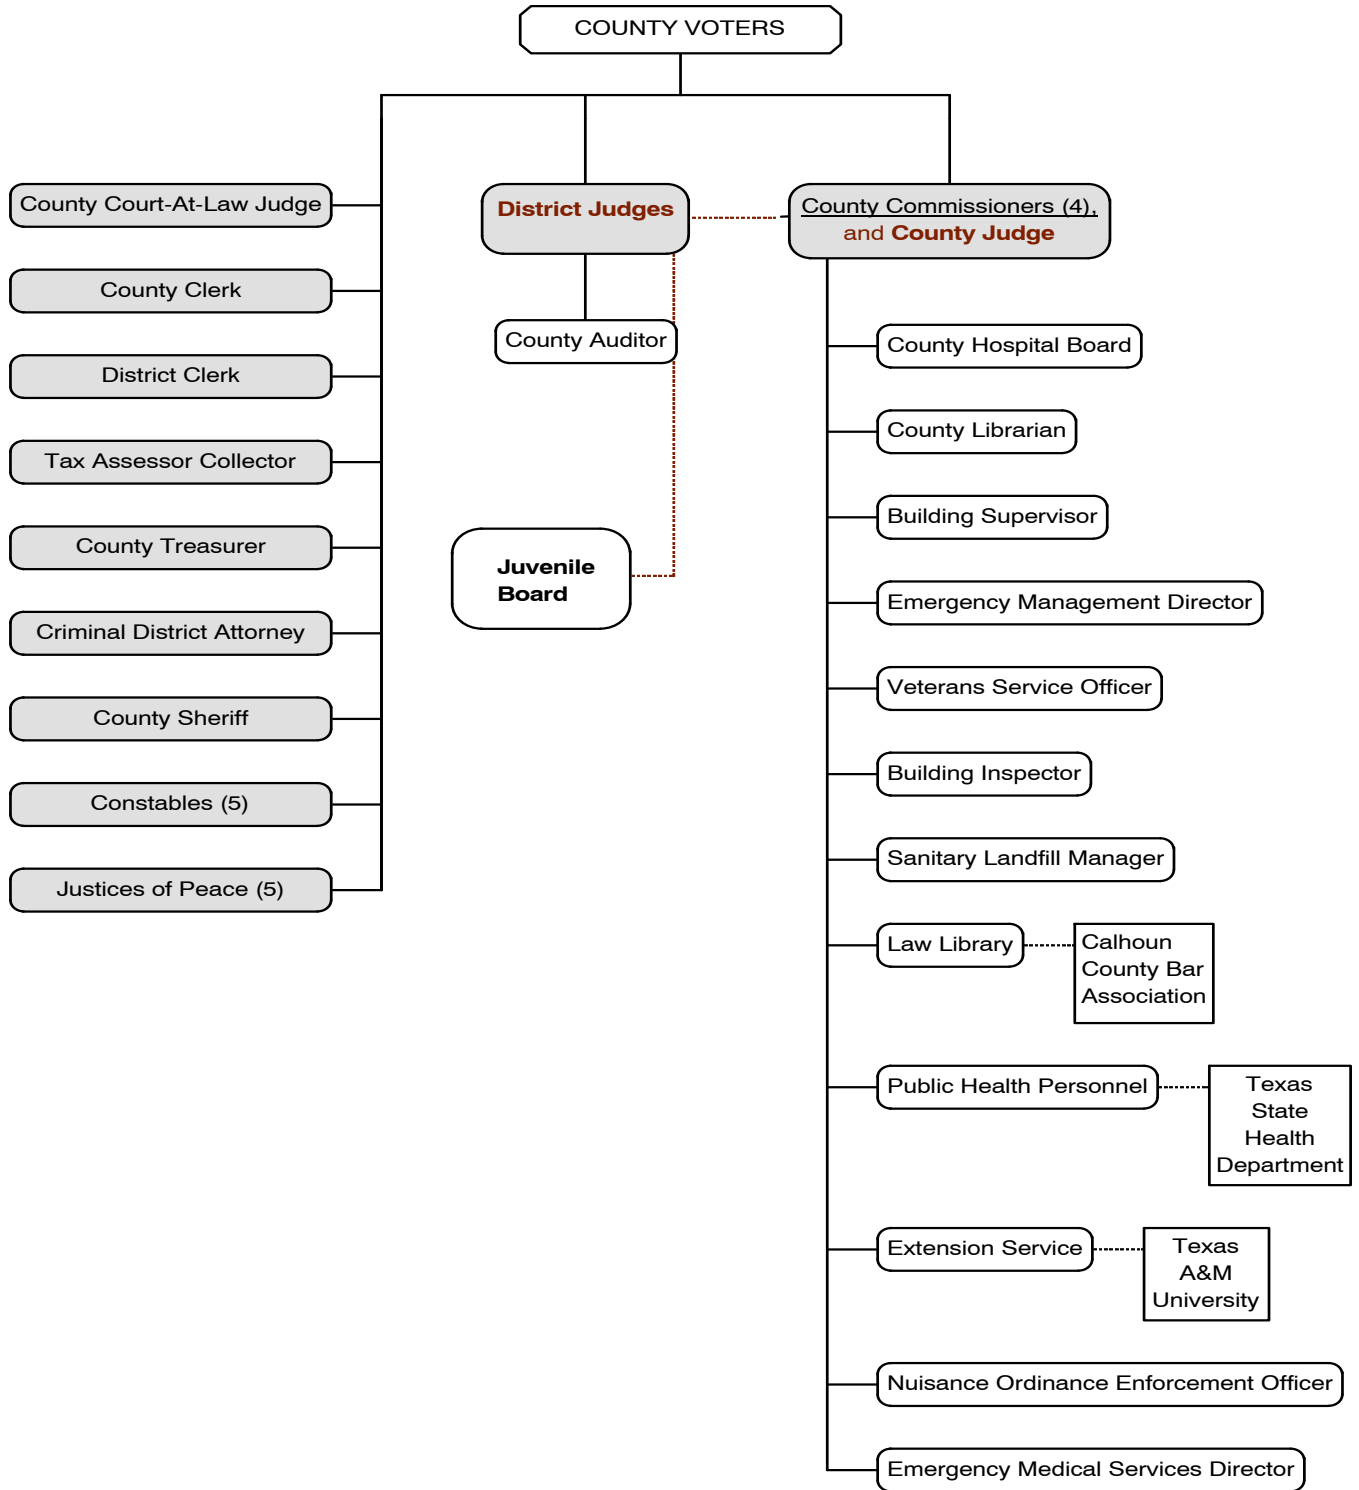 COUNTY VOTERS
County Court-At-Law Judge
County Clerk
District Clerk
Tax Assessor Collector
County Treasurer
Criminal District Attorney
County Sheriff
Constables (5)
Justices of Peace (5)
District Judges
County Auditor
Juvenile
Board
County Commissioners (4),
and County Judge
County Hospital Board
County Librarian
Building Supervisor
Emergency Management Director
Veterans Service Officer
Building Inspector
Sanitary Landfill Manager
Law Library
Calhoun
County Bar
Association
Public Health Personnel
Texas
State
Health
Department
Extension Service
Texas
A&M
University
Nuisance Ordinance Enforcement Officer
Emergency Medical Services Director